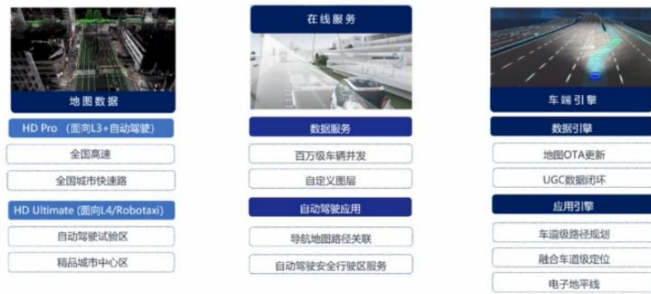 地图数据
HD Pro （面向L3+自动驾驶）
全国高速
全国城市快速路
HD Ultimate (面向L4/Robotaxi)
自动驾驶试验区
精品城市中心区
在线服务
数据服务
百万级车辆并发
自定义图层
自动驾驶应用
导航地图路径关联
自动驾驶安全行驶区服务
车端引擎
数据引擎
地图OTA更新
UGC数据闭环
应用引擎
车道级路径规划
融合车道级定位
电子地平线